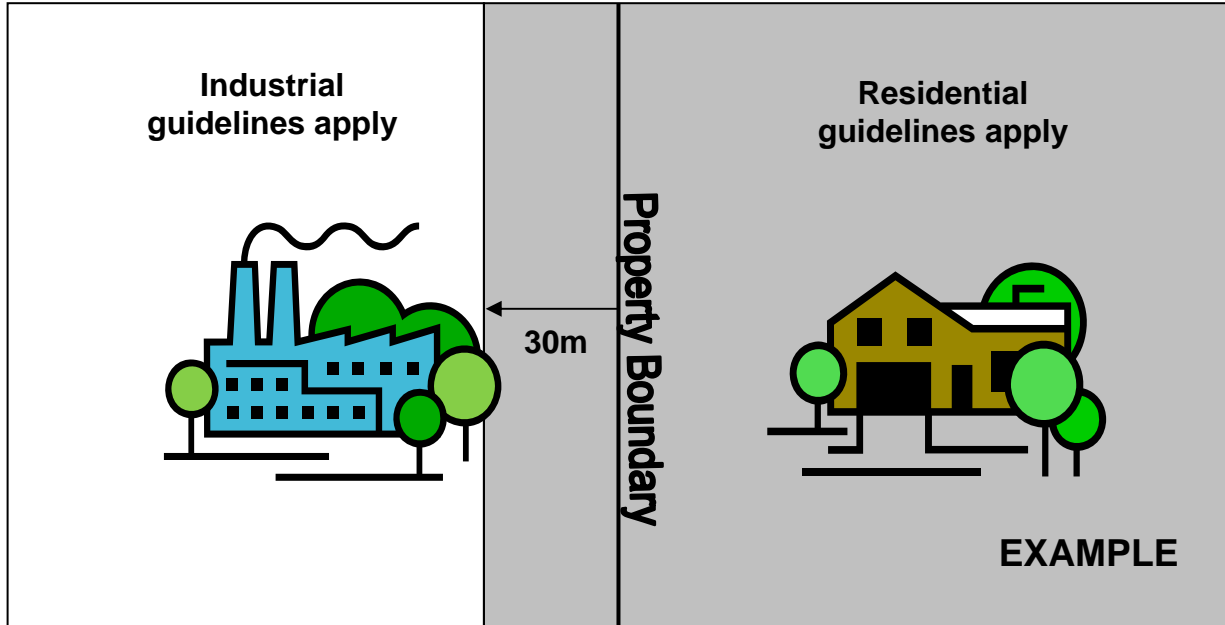 Industrial
guidelines apply
Residential
guidelines apply
Property Boundary
30m
EXAMPLE